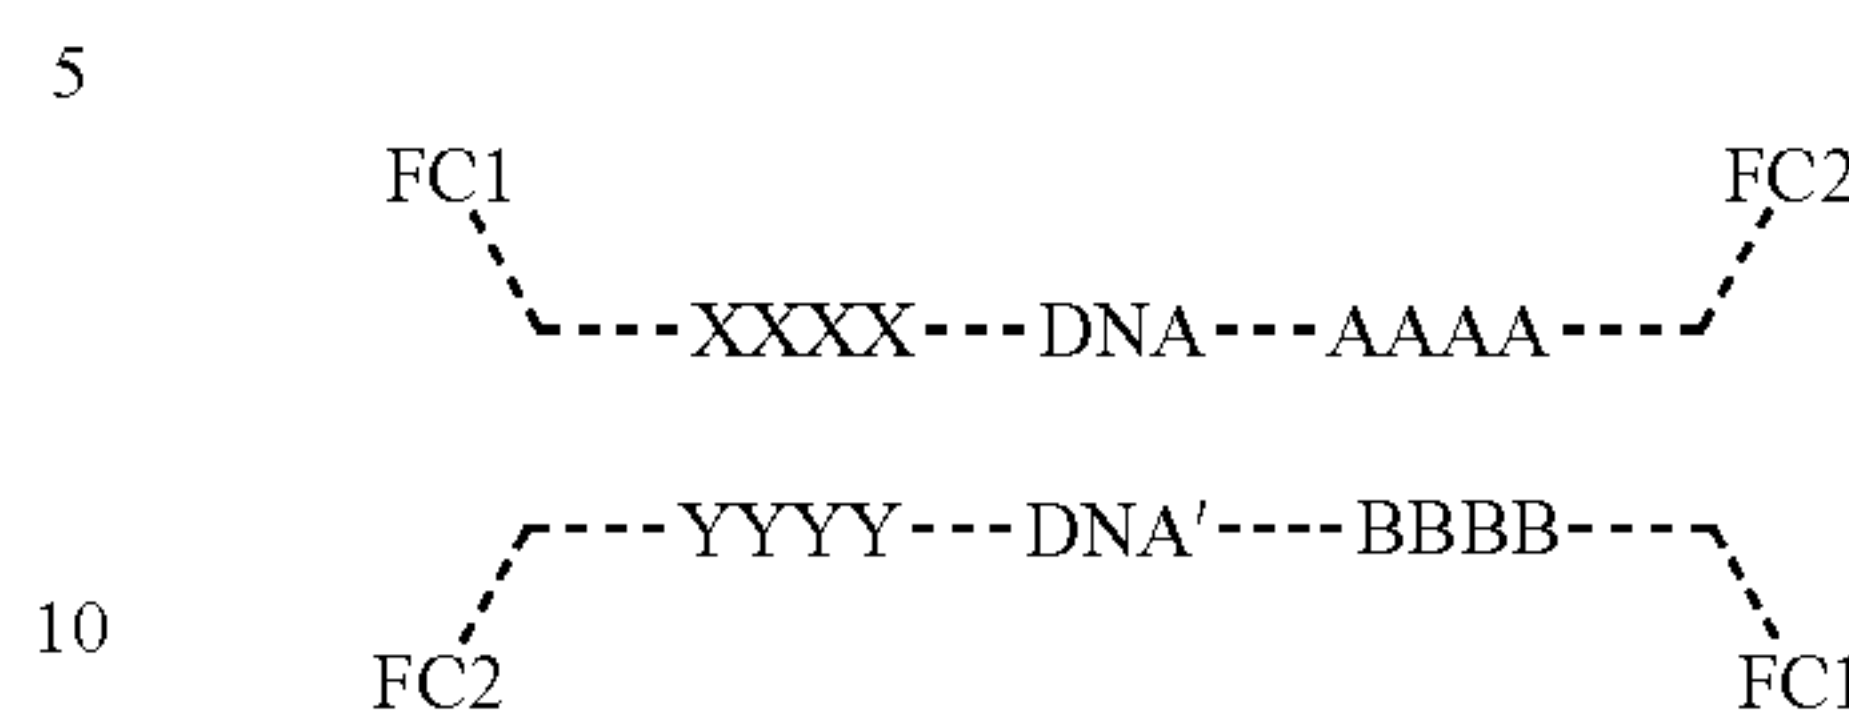 5
FC1 FC2
XXXX---DNA---AAAA
YYYY---DNA'----BBBB
10
FC2 FC1